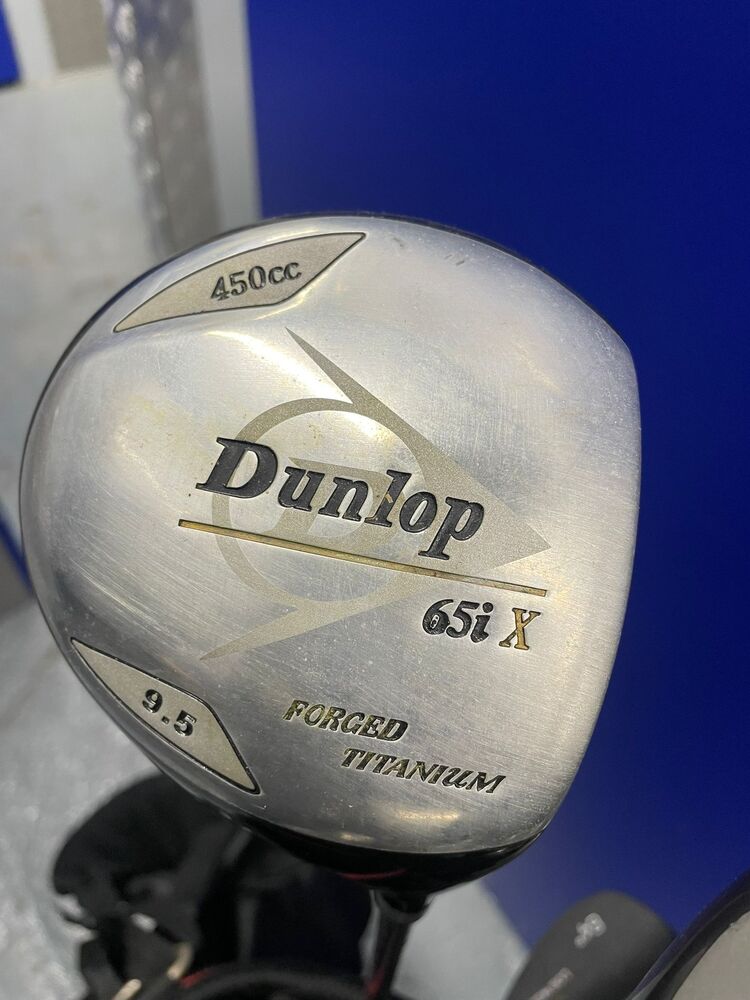 450cc
Dunlop
65i X
9.5
FORGED
TITANIUM